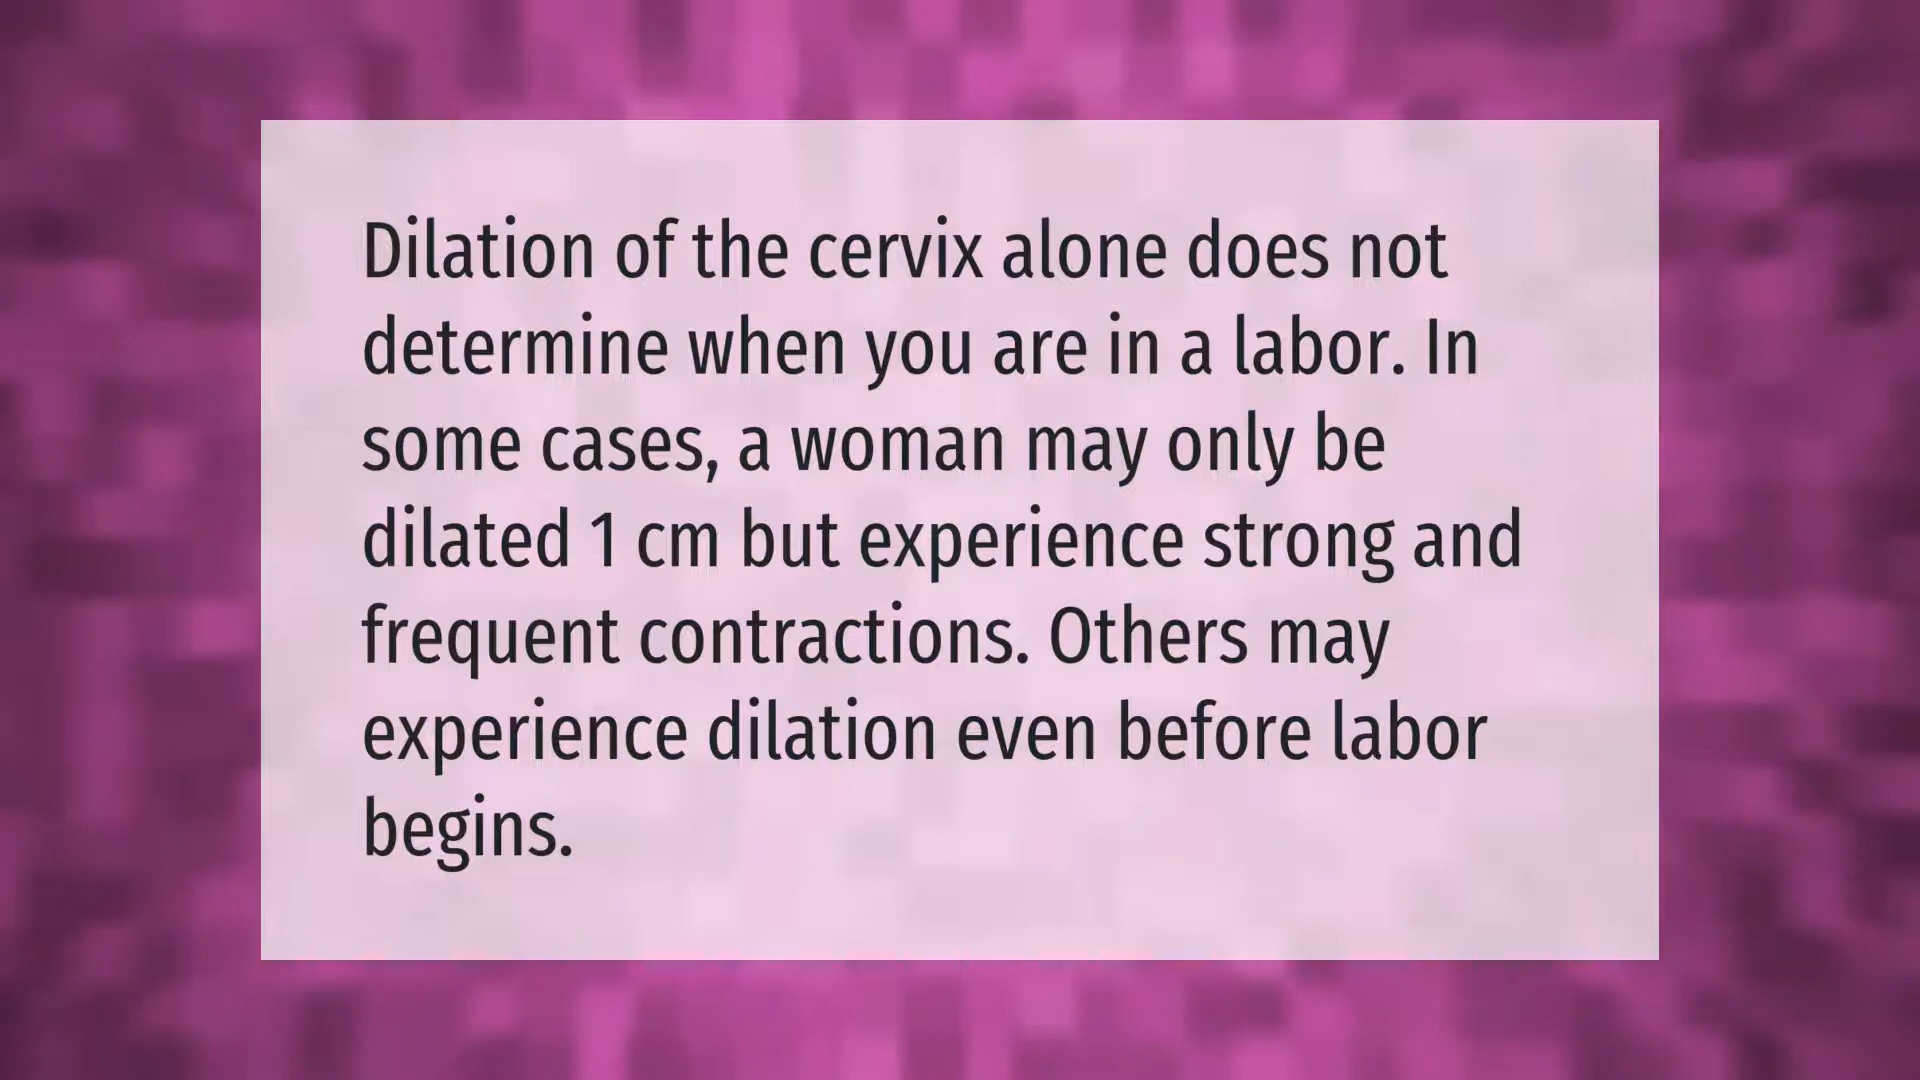 Dilation of the cervix alone does not
determine when you are in a labor. In
some cases, a woman may only be
dilated 1 cm but experience strong and
frequent contractions. Others may
experience dilation even before labor
begins.